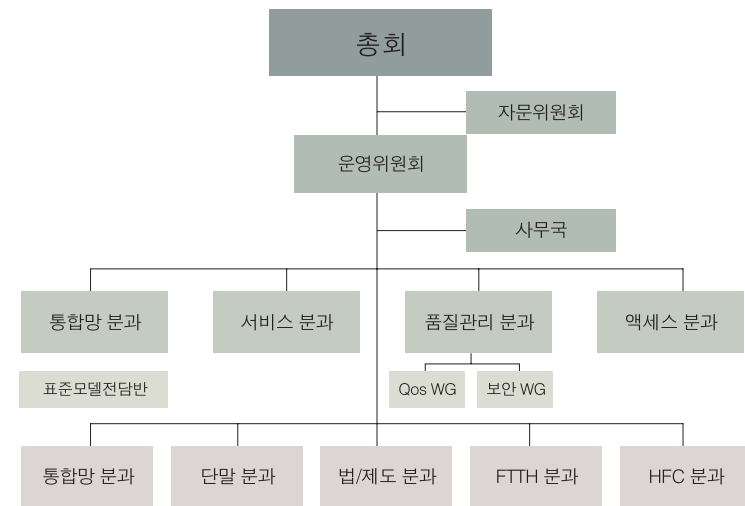 총회
자문위원회
운영위원회
사무국
통합망 분과
서비스 분과
품질관리 분과
액세스 분과
표준모델전담반
Qos WG
보안 WG
통합망 분과
단말 분과
법/제도 분과
FTTH 분과
HFC 분과